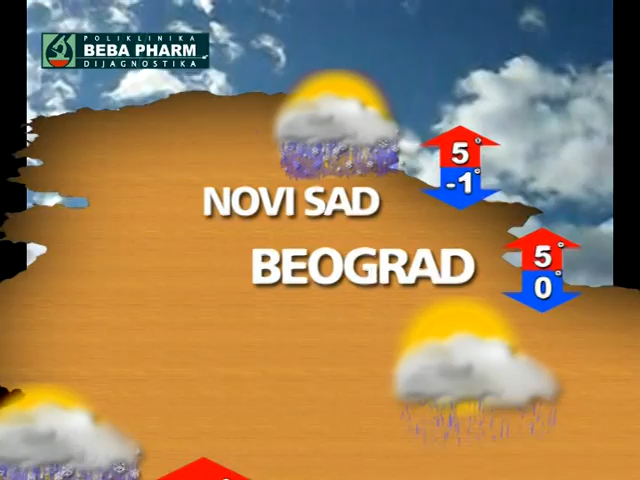 POLIKLINIKA
BEBA PHARM
DIJAGNOSTIKA
5°
-1°
NOVI SAD
BEOGRAD
5°
0°